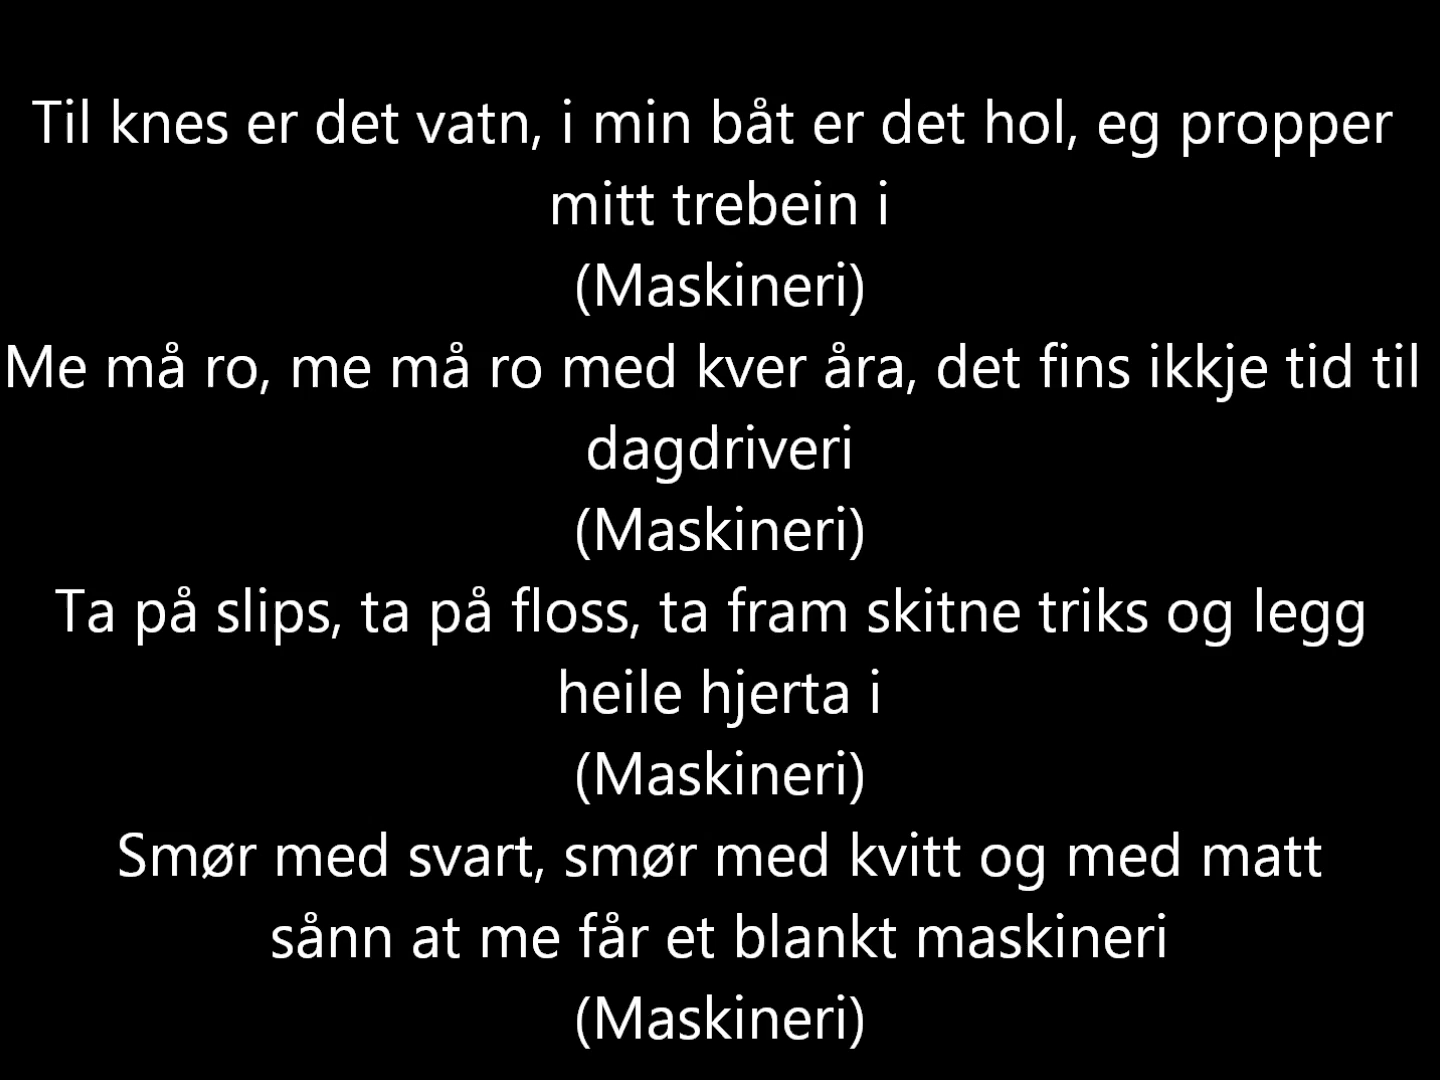 Til knes er det vatn, i min båt er det hol, eg propper
mitt trebein i
(Maskineri)
Me må ro, me må ro med kver åra, det fins ikkje tid til
dagdriveri
(Maskineri)
Ta på slips, ta på floss, ta fram skitne triks og legg
heile hjerta i
(Maskineri)
Smør med svart, smør med kvitt og med matt
sånn at me får et blankt maskineri
(Maskineri)